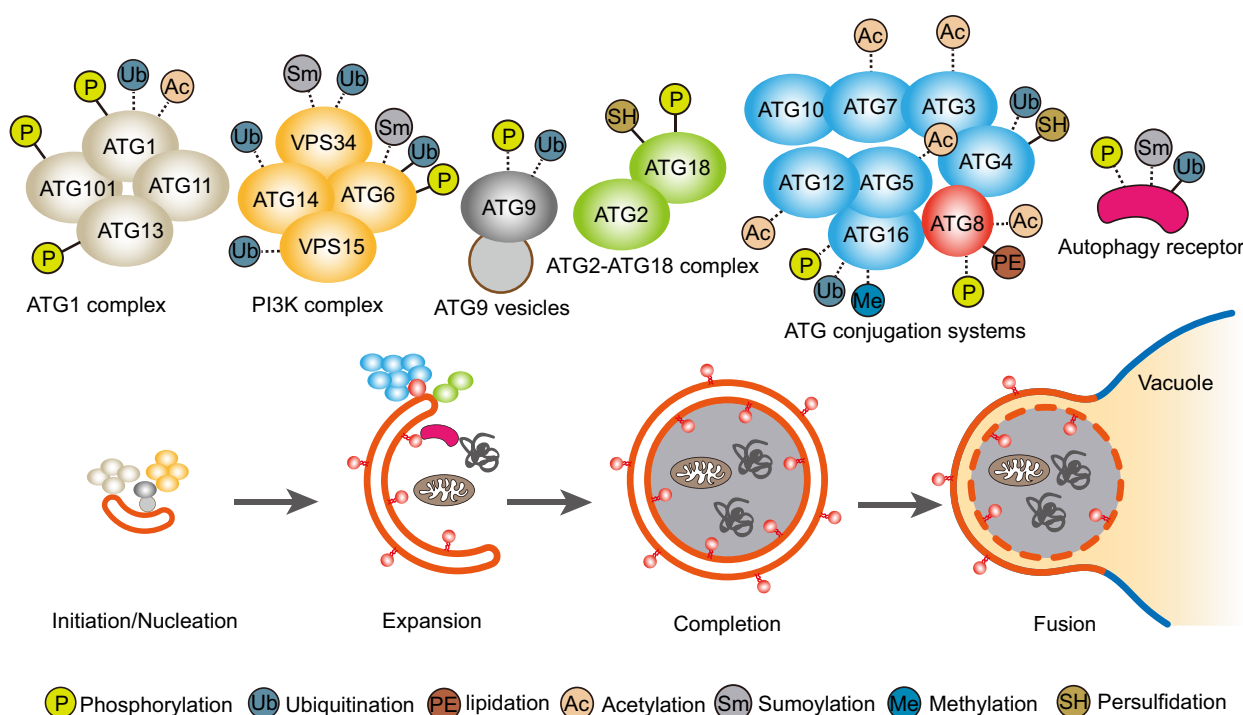 P Ub Ac
P
ATG1
ATG101 ATG11
ATG13
P
ATG1 complex
Sm Ub
Sm
Ub Ub
P
VPS34
ATG14 ATG6
VPS15
Ub
PI3K complex
P Ub
ATG9
ATG9 vesicles
SH P
ATG18
ATG2
ATG2-ATG18 complex
Ac Ac
ATG10 ATG7 ATG3
Ub
SH
Ac
ATG4
ATG12 ATG5
ATG16 ATG8
Ac Ac
P PE
Ub Me P
ATG conjugation systems
P Sm Ub
Autophagy receptor
Vacuole
Initiation/Nucleation
Expansion
Completion
Fusion
P Phosphorylation Ub Ubiquitination PE lipidation Ac Acetylation Sm Sumoylation Me Methylation SH Persulfidation